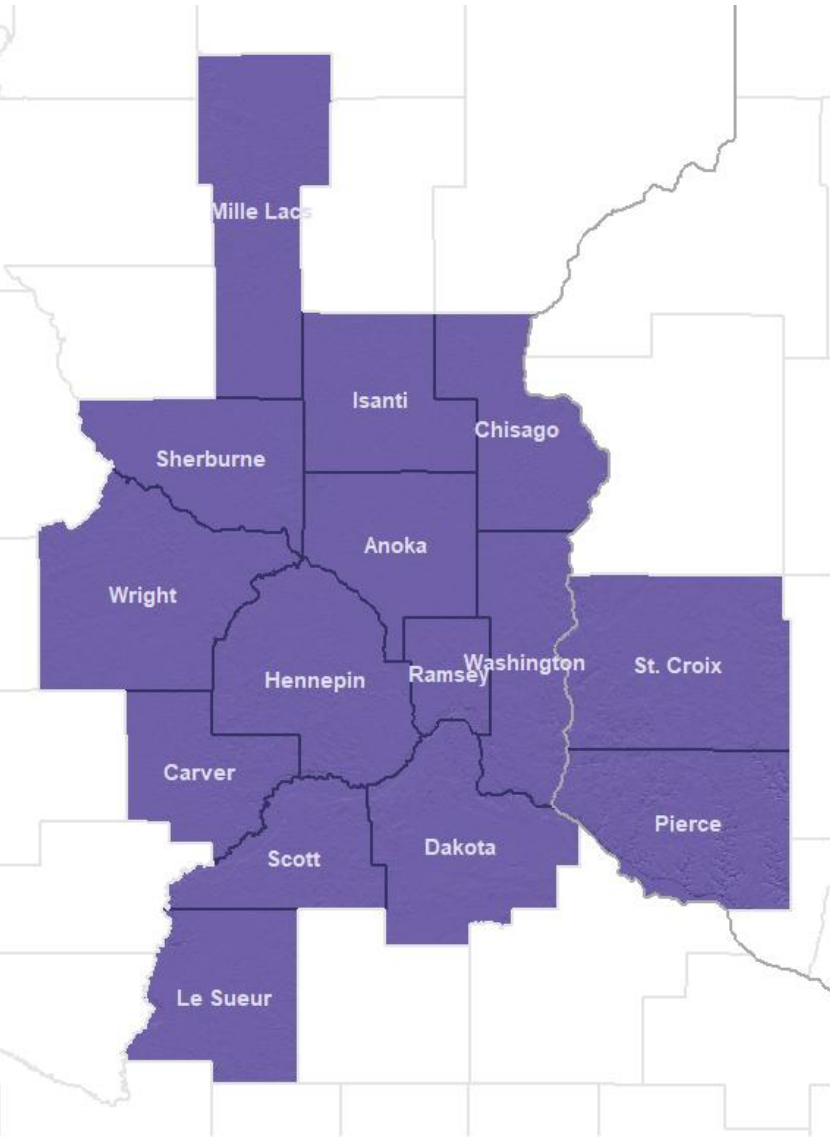 Mille Lacs
Isanti
Chisago
Sherburne
Anoka
Wright
Washington
St. Croix
Ramsey
Hennepin
Carver
Pierce
Dakota
Scott
Le Sueur